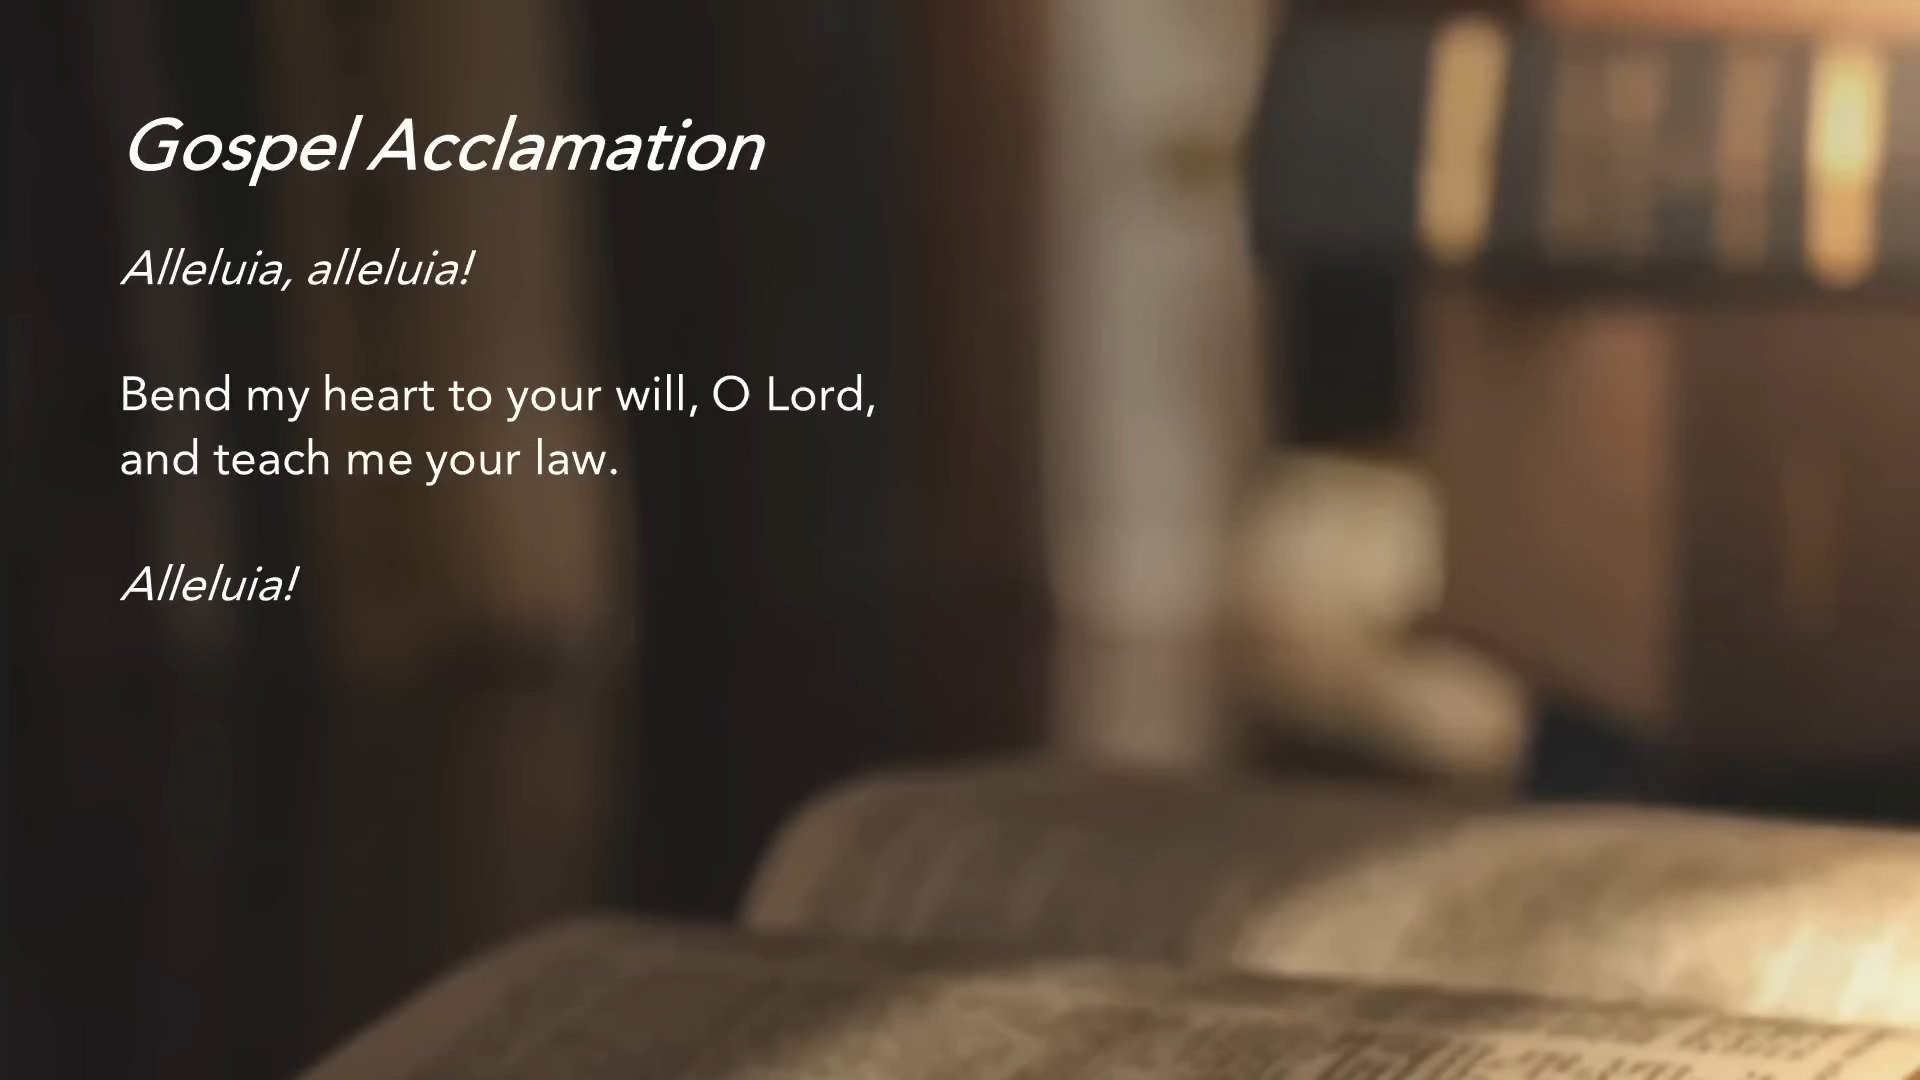 Gospel Acclamation
Alleluia, alleluia!
Bend my heart to your will, O Lord,
and teach me your law.
Alleluia!